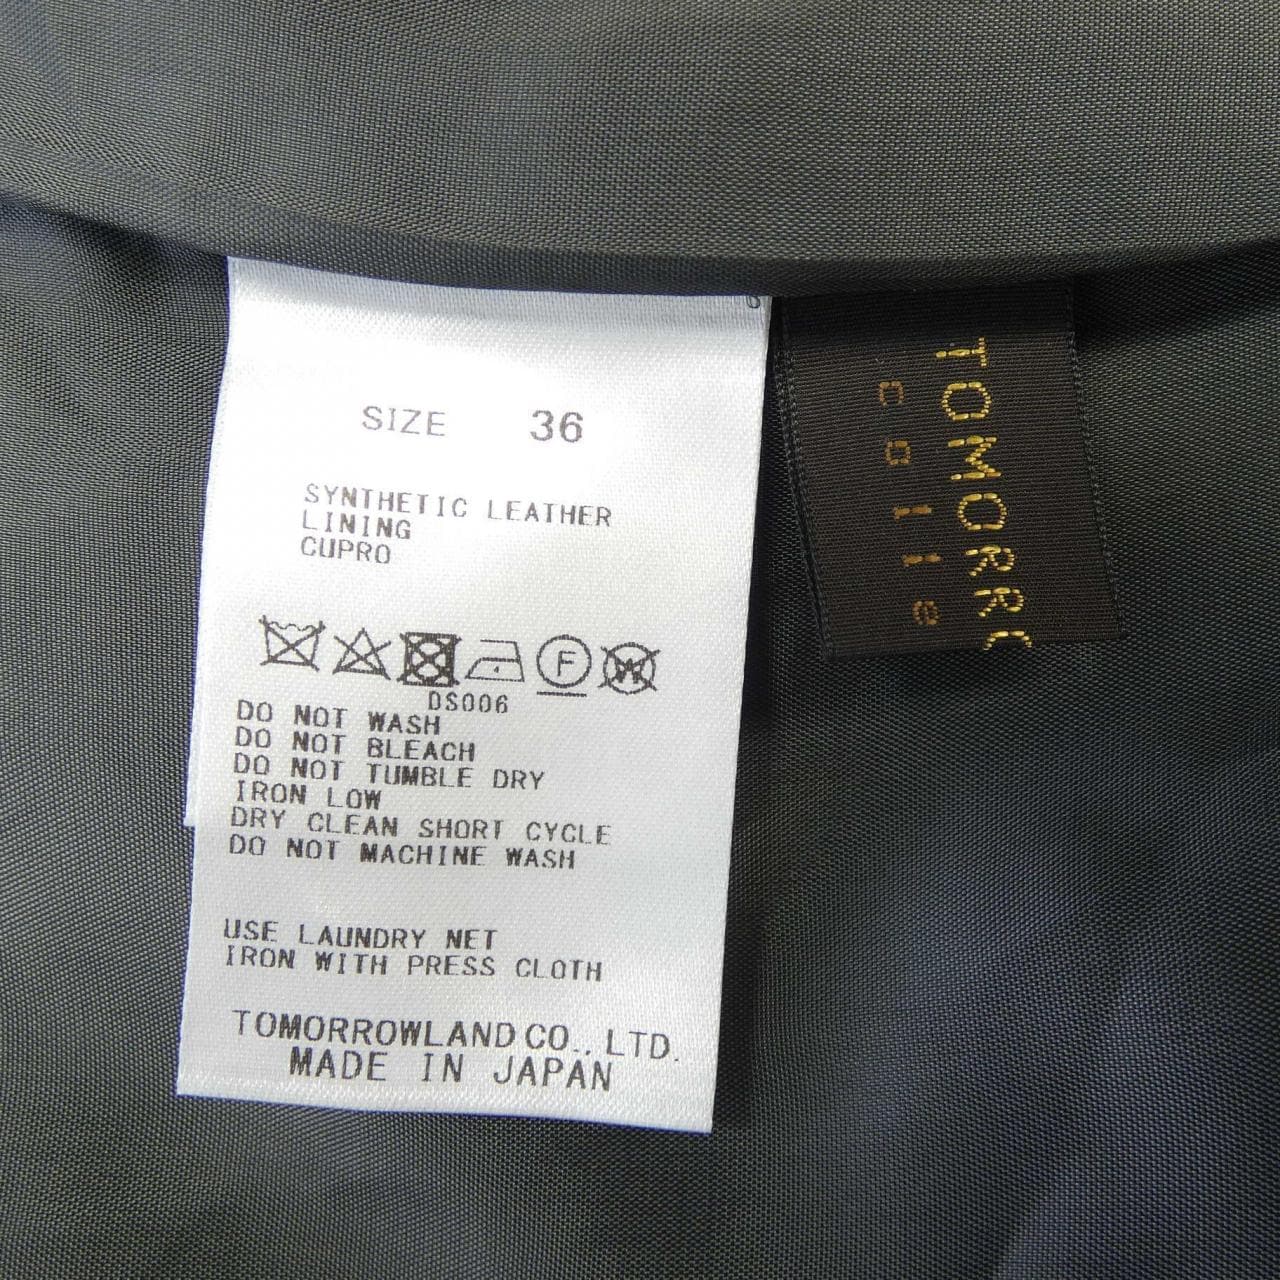 SIZE 36
SYNTHETIC LEATHER
LINING
CUPRO
F
W
DS006
DO NOT WASH
DO NOT BLEACH
DO NOT TUMBLE DRY
IRON LOW
DRY CLEAN SHORT CYCLE
DO NOT MACHINE WASH
USE LAUNDRY NET
IRON WITH PRESS CLOTH
TOMORROWLAND CO., LTD.
MADE IN JAPAN
TOMORRO
colle